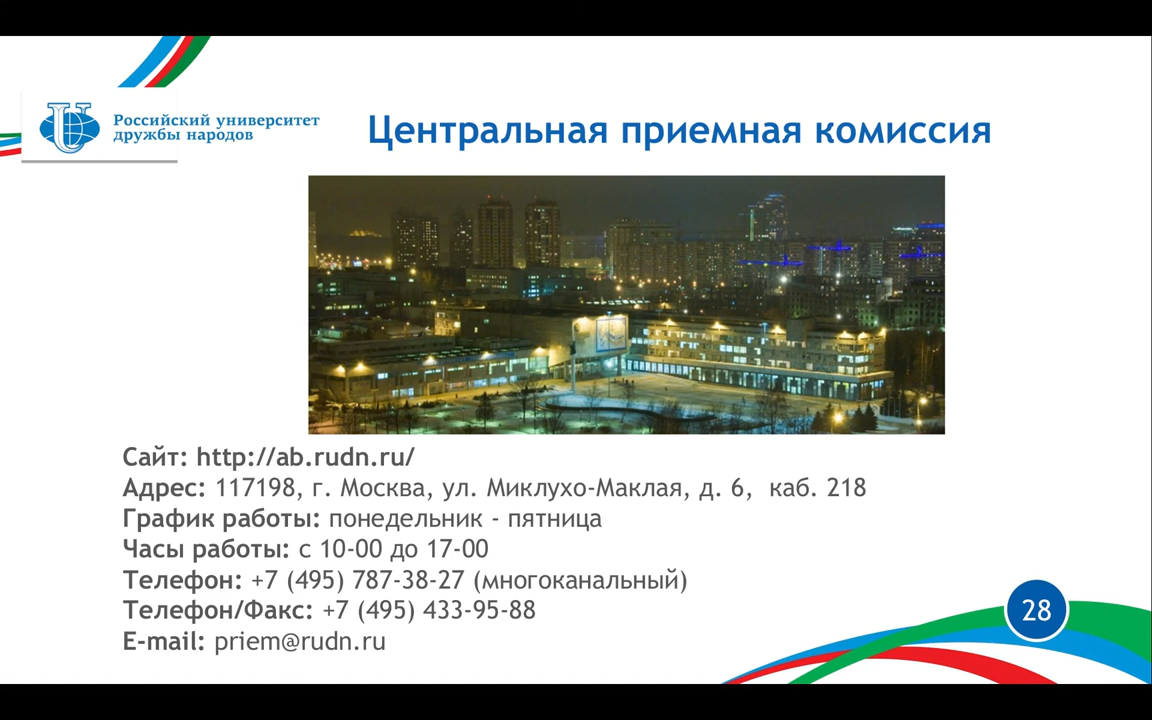 Российский университет
дружбы народов
Центральная приемная комиссия
Сайт: http://ab.rudn.ru/
Адрес: 117198, г. Москва, ул. Миклухо-Маклая, д. 6, каб. 218
График работы: понедельник - пятница
Часы работы: с 10-00 до 17-00
Телефон: +7 (495) 787-38-27 (многоканальный)
Телефон/Факс: +7 (495) 433-95-88
E-mail: priem@rudn.ru
28